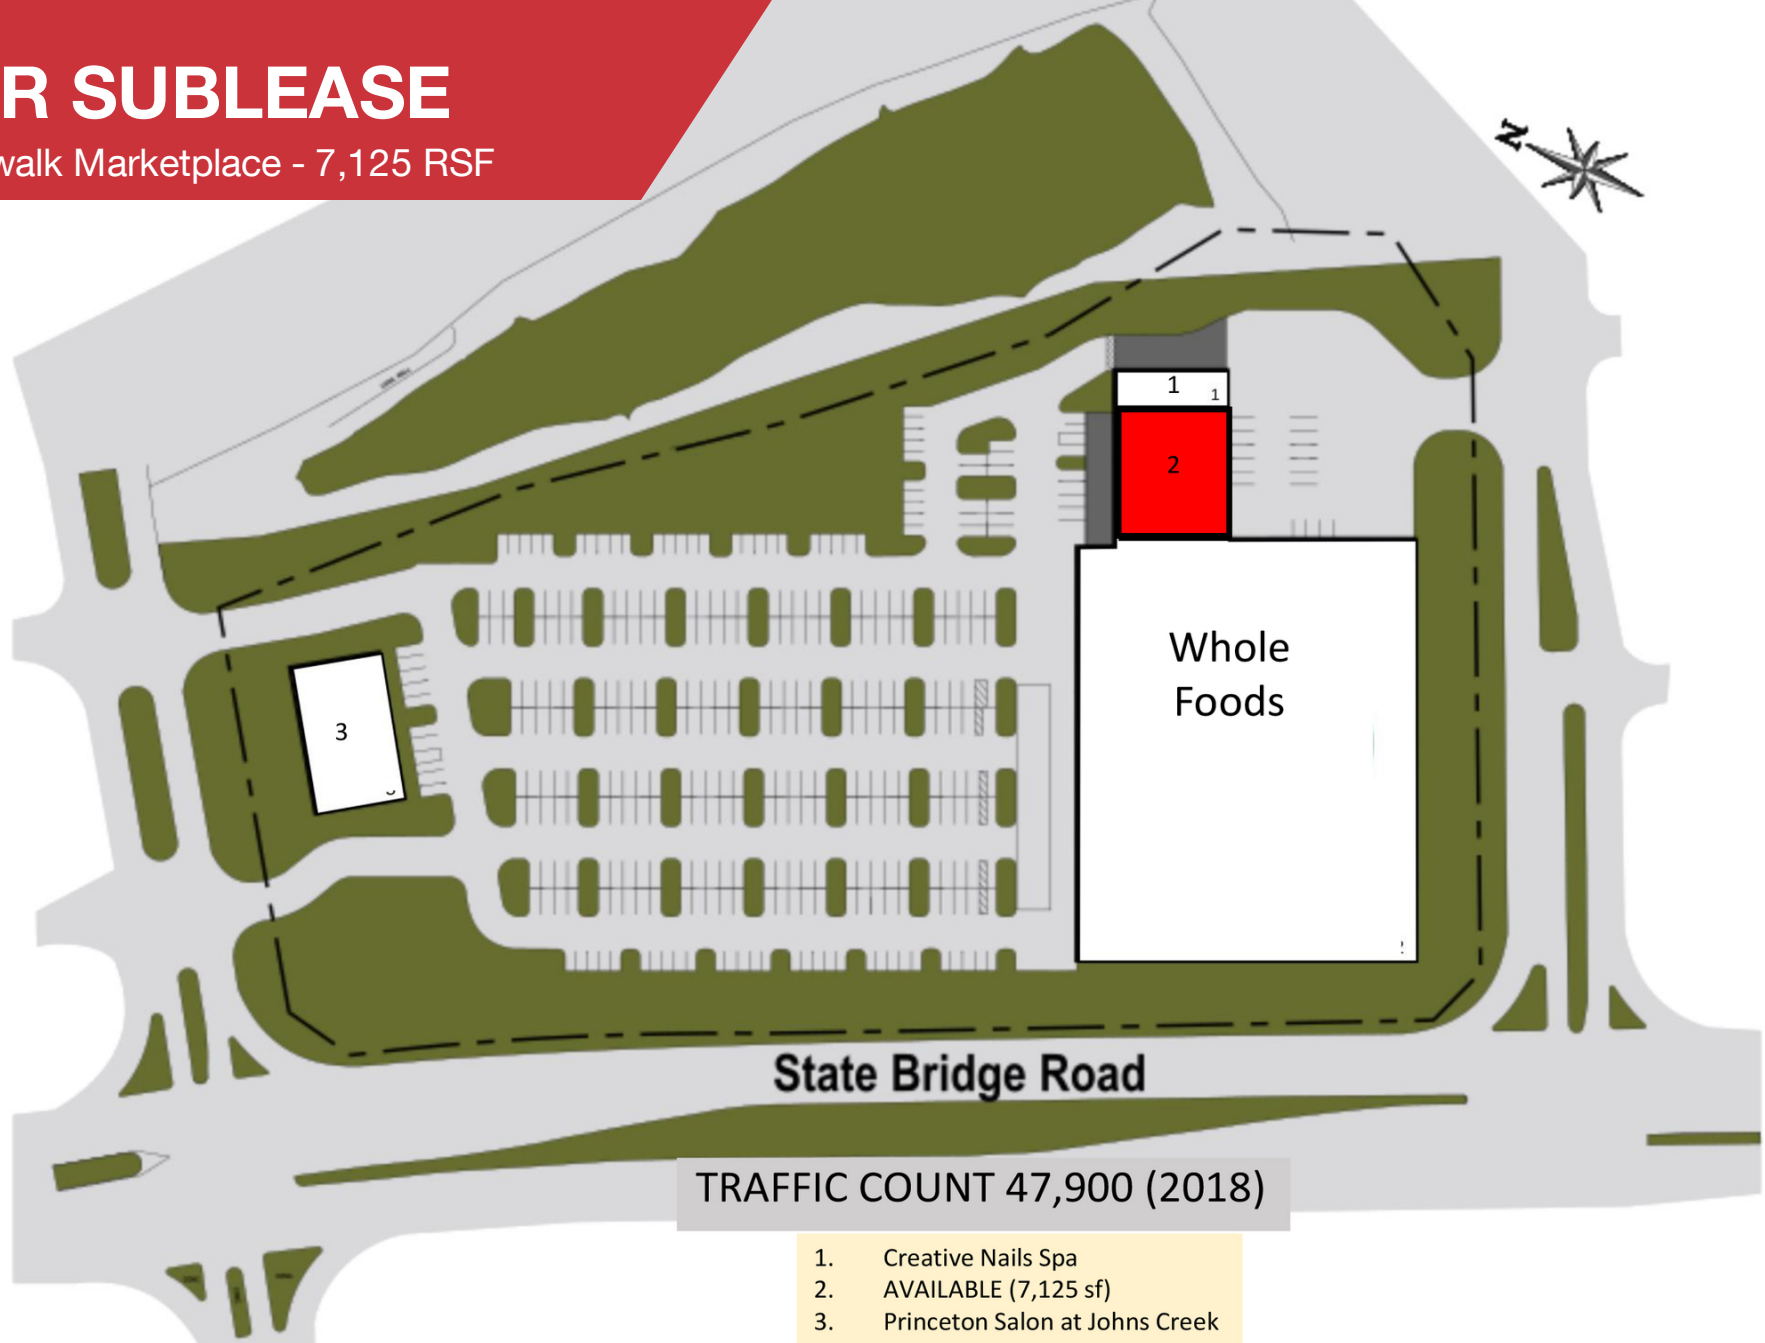 R SUBLEASE
walk Marketplace - 7,125 RSF
N
1
1
2
Whole
Foods
3
State Bridge Road
TRAFFIC COUNT 47,900 (2018)
1. Creative Nails Spa
2. AVAILABLE (7,125 sf)
3. Princeton Salon at Johns Creek